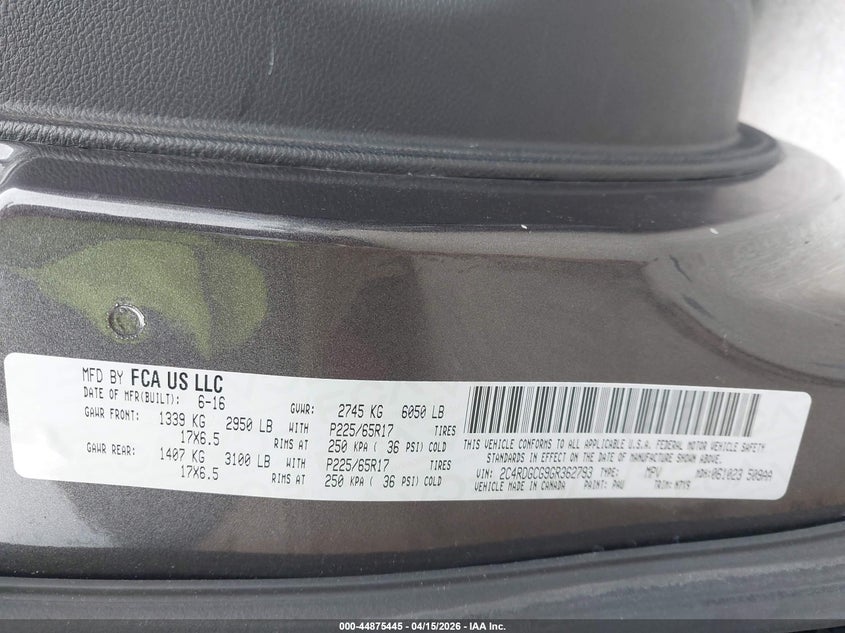 MFD BY FCA US LLC
DATE OF MFR(BUILT): 6-16 GVWR: 2745 KG 6050 LB
GAWR FRONT: 1339 KG 2950 LB WITH P225/65R17 TIRES
17X6.5 RIMS AT 250 KPA ( 36 PSI) COLD
GAWR REAR: 1407 KG 3100 LB WITH P225/65R17 TIRES
17X6.5 RIMS AT 250 KPA ( 36 PSI) COLD
THIS VEHICLE CONFORMS TO ALL APPLICABLE U.S.A. FEDERAL MOTOR VEHICLE SAFETY
STANDARDS IN EFFECT ON THE DATE OF MANUFACTURE SHOWN ABOVE.
VIN: 2C4RDGCG9GR362793 TYPE: MPV MDH: 061023 509AA
VEHICLE MADE IN CANADA PAINT: PAU TRIM:
000-44875445 - 04/15/2026 - IAA Inc.